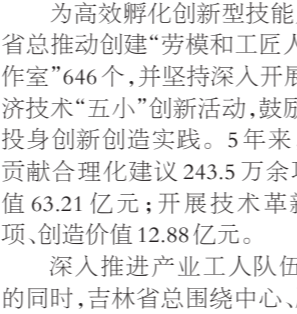 为高效孵化创新型技能
省总推动创建“劳模和工匠人
作室”646个,并坚持深入开展
济技术“五小”创新活动,鼓励
投身创新创造实践。5年来
贡献合理化建议243.5万余项
值63.21亿元;开展技术革新
项、创造价值12.88亿元。
深入推进产业工人队伍
的同时,吉林省总围绕中心、